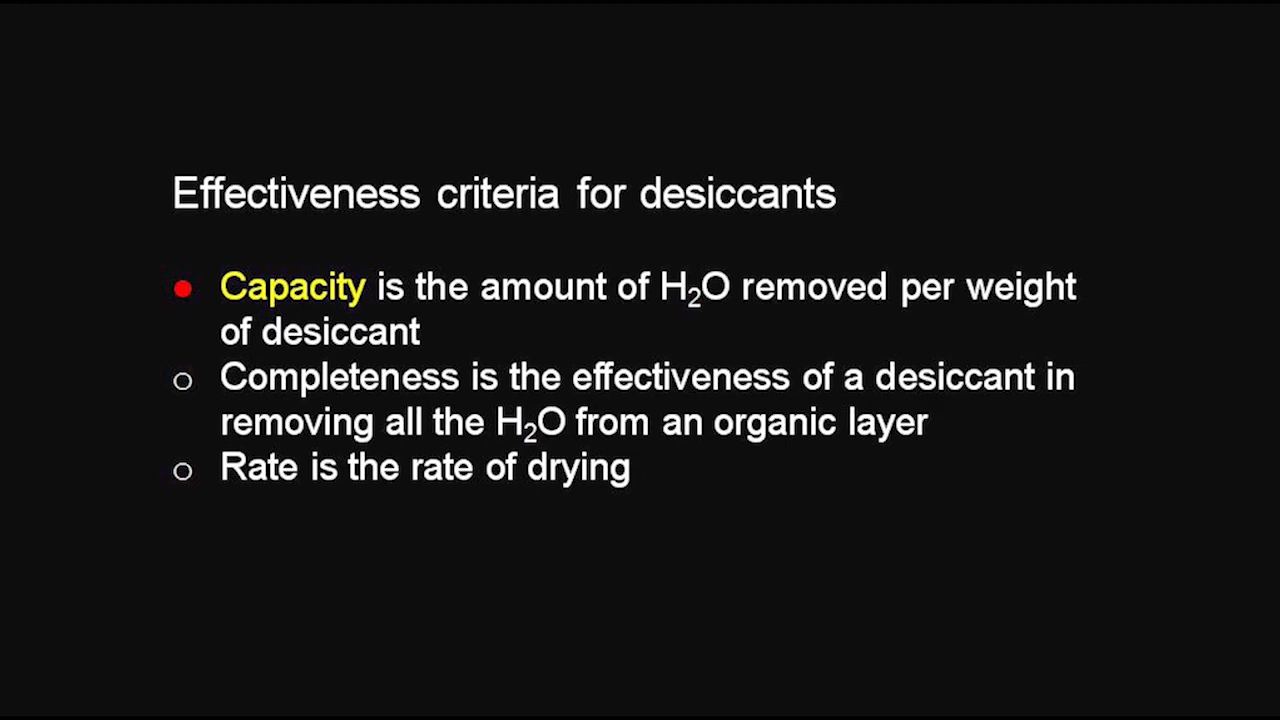 Effectiveness criteria for desiccants
● Capacity is the amount of H₂O removed per weight
of desiccant
○ Completeness is the effectiveness of a desiccant in
removing all the H₂O from an organic layer
○ Rate is the rate of drying